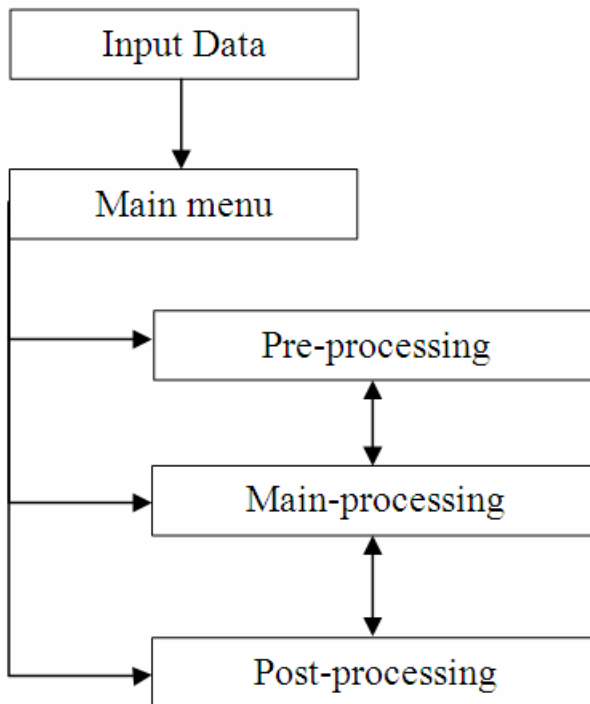 Input Data
Main menu
Pre-processing
Main-processing
Post-processing